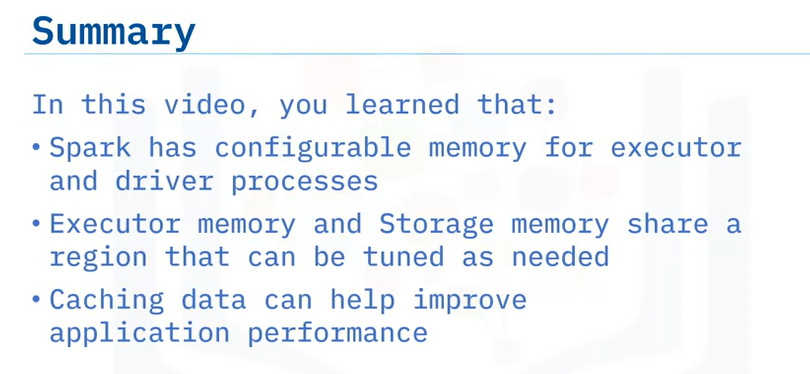 Summary
In this video, you learned that:
• Spark has configurable memory for executor
and driver processes
• Executor memory and Storage memory share a
region that can be tuned as needed
• Caching data can help improve
application performance